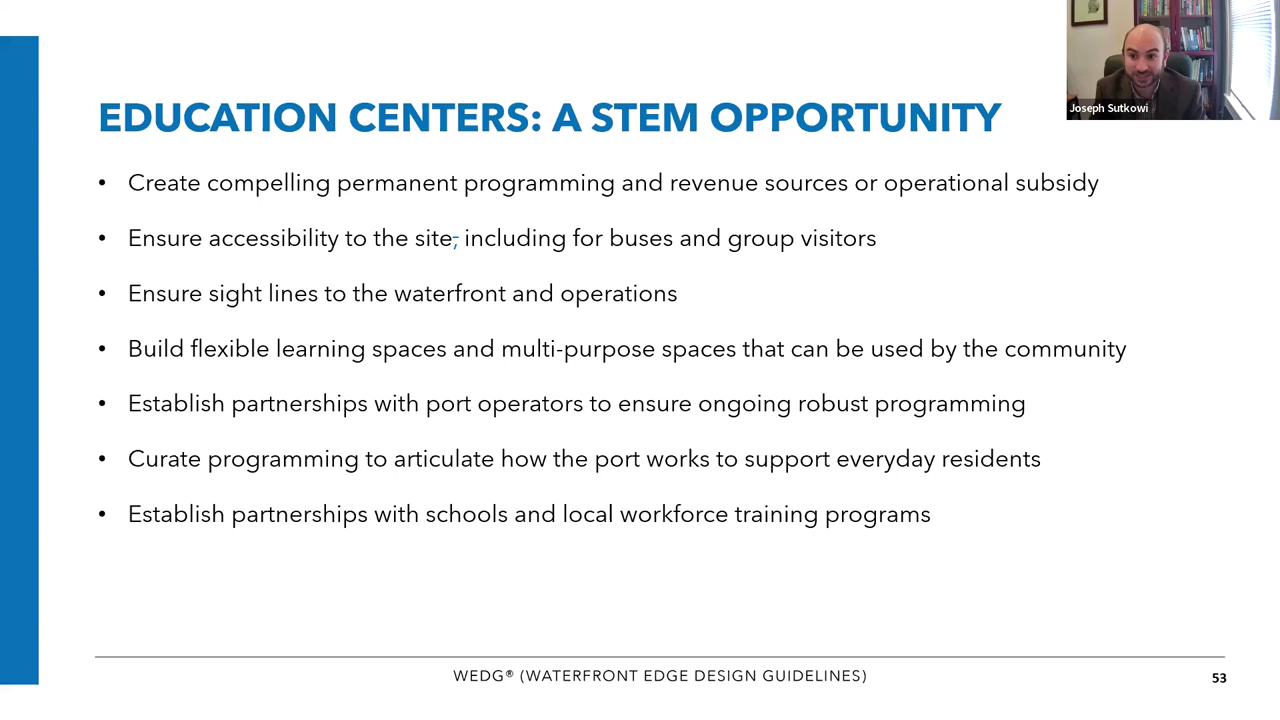 Joseph Sutkowi
EDUCATION CENTERS: A STEM OPPORTUNITY
• Create compelling permanent programming and revenue sources or operational subsidy
• Ensure accessibility to the site, including for buses and group visitors
• Ensure sight lines to the waterfront and operations
• Build flexible learning spaces and multi-purpose spaces that can be used by the community
• Establish partnerships with port operators to ensure ongoing robust programming
• Curate programming to articulate how the port works to support everyday residents
• Establish partnerships with schools and local workforce training programs
WEDG® (WATERFRONT EDGE DESIGN GUIDELINES)
53